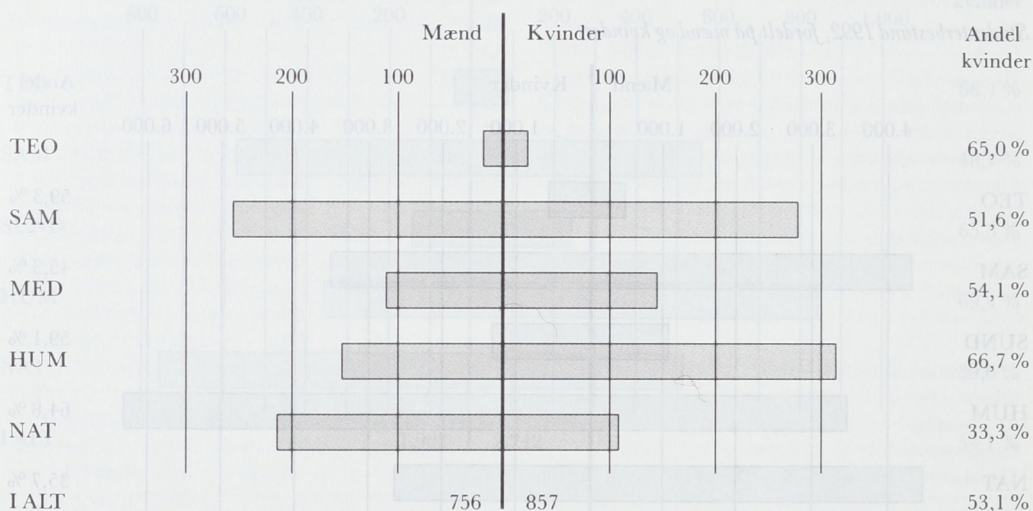 Mænd Kvinder Andel
kvinder
300 200 100 100 200 300
TEO 65,0 %
SAM 51,6 %
MED 54,1 %
HUM 66,7 %
NAT 33,3 %
I ALT 756 857 53,1 %